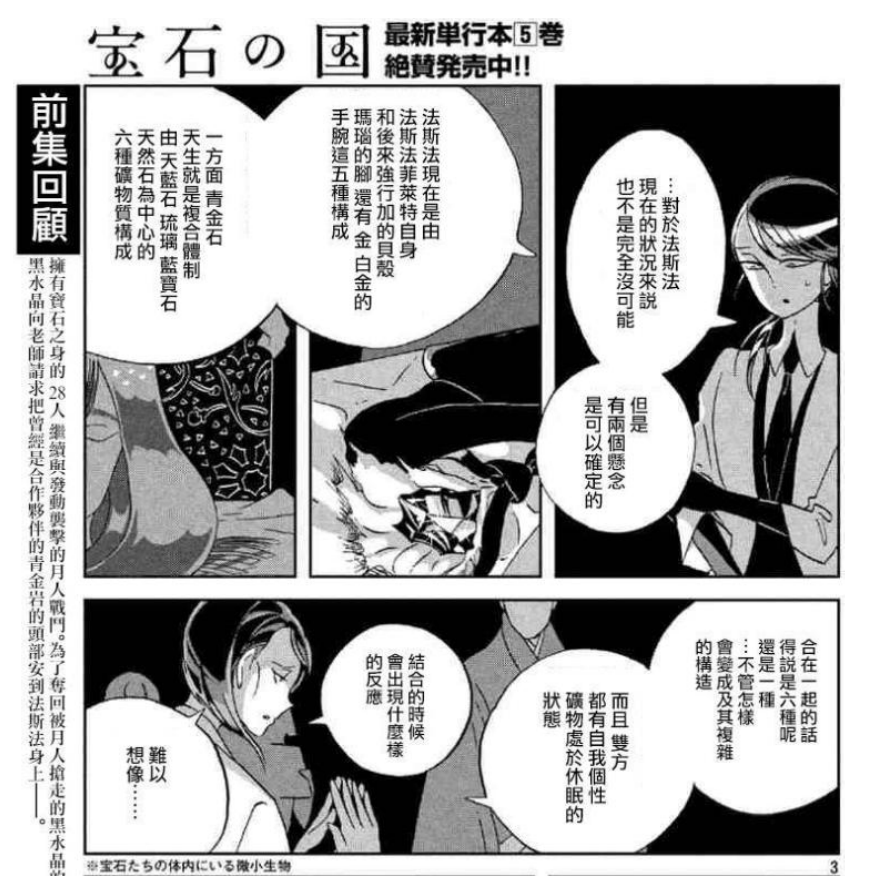 宝石の国
最新単行本5巻
絶賛発売中!!
前集回顧
擁有寶石之身的 28人 繼續與發動襲擊的月人戰鬥。為了奪回被月人搶走的黑水晶的
黑水晶向老師請求把曾經是合作夥伴的青金岩的頭部安到法斯法身上——。
…對於法斯法
現在的狀況來説
也不是完全沒可能
但是
有兩個懸念
是可以確定的
法斯法現在是由
法斯法菲萊特自身
和後來強行加的貝殼
瑪瑙的腳 還有 金 白金的
手腕這五種構成
一方面 青金石
天生就是複合體制
由 天藍石 琉璃 藍寶石
天然石為中心的
六種礦物質構成
合在一起的話
得説是六種呢
還是一種
…不管怎樣
會變成及其複雜
的構造
而且 雙方
都有自我個性
礦物處於休眠的
狀態
結合的時候
會出現什麼樣
的反應
難以
想像……
※宝石たちの体内にいる微小生物
3